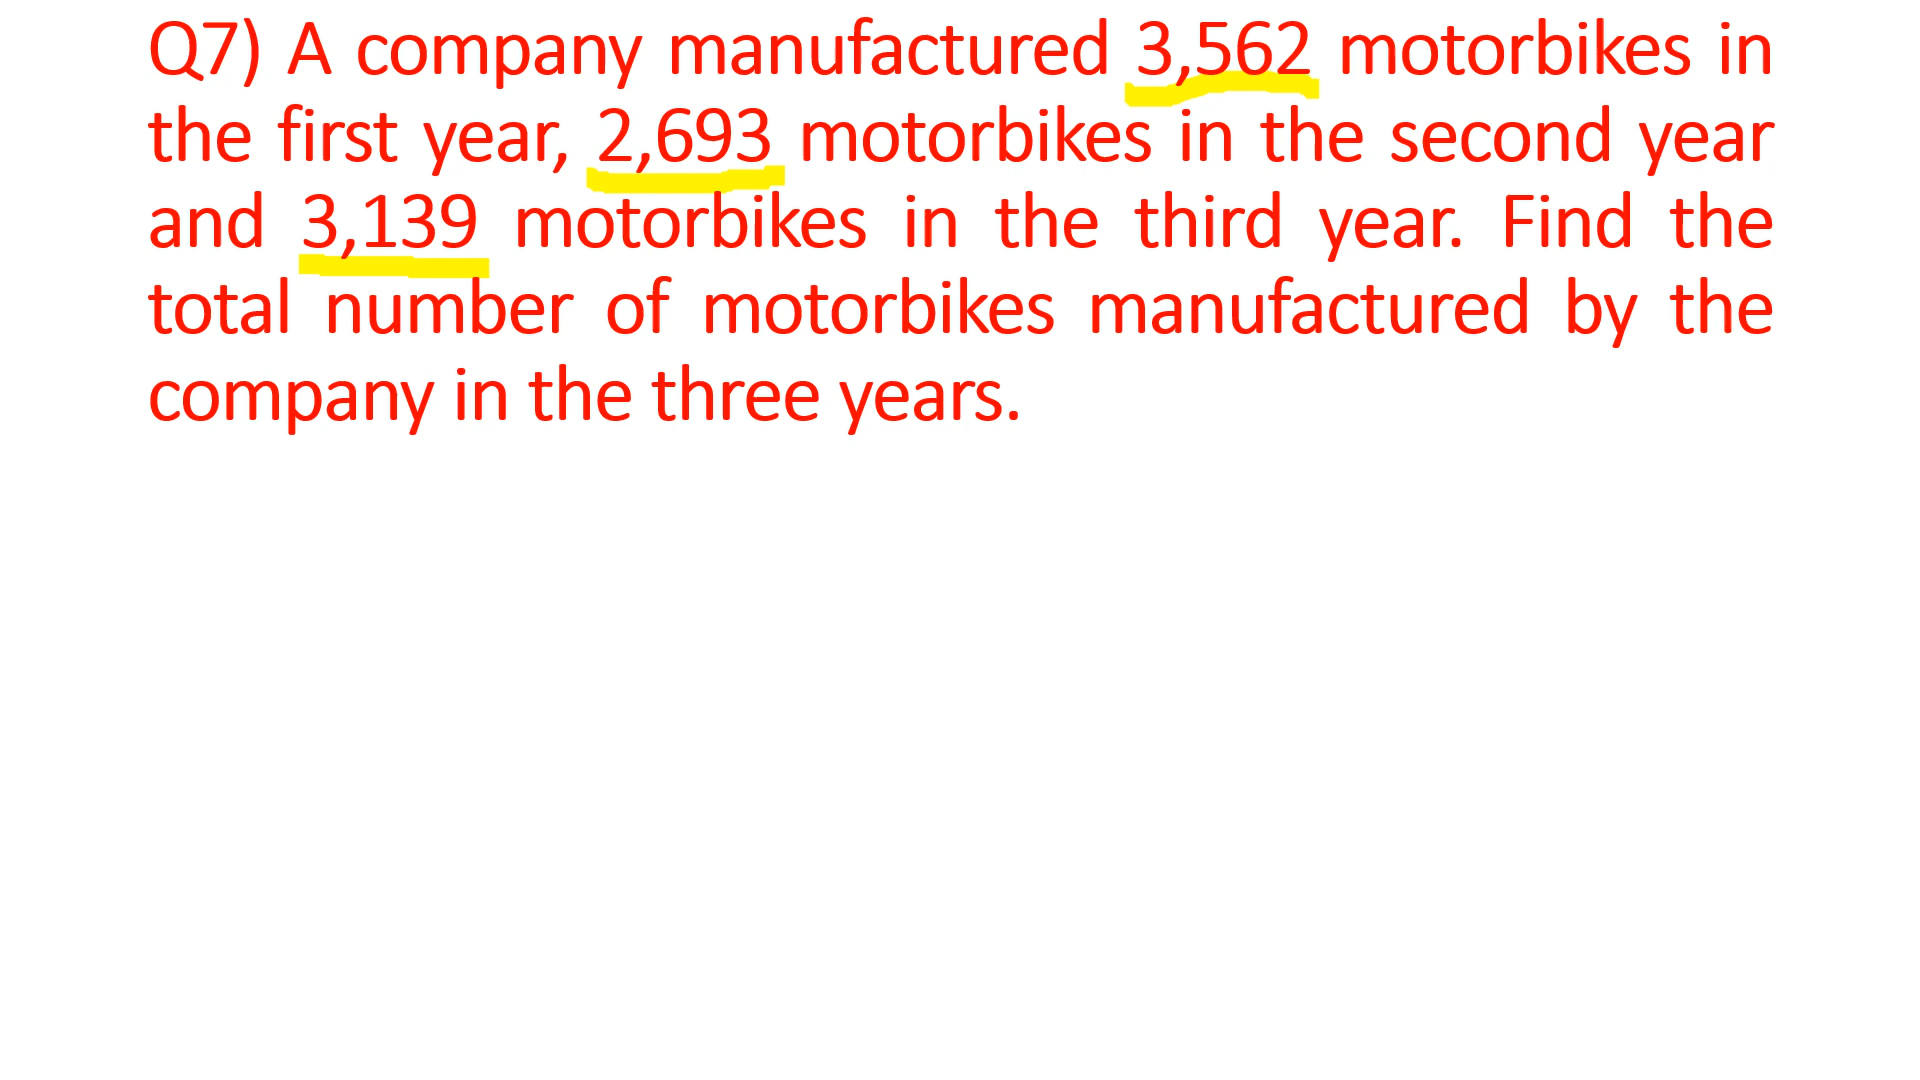 Q7) A company manufactured 3,562 motorbikes in
the first year, 2,693 motorbikes in the second year
and 3,139 motorbikes in the third year. Find the
total number of motorbikes manufactured by the
company in the three years.